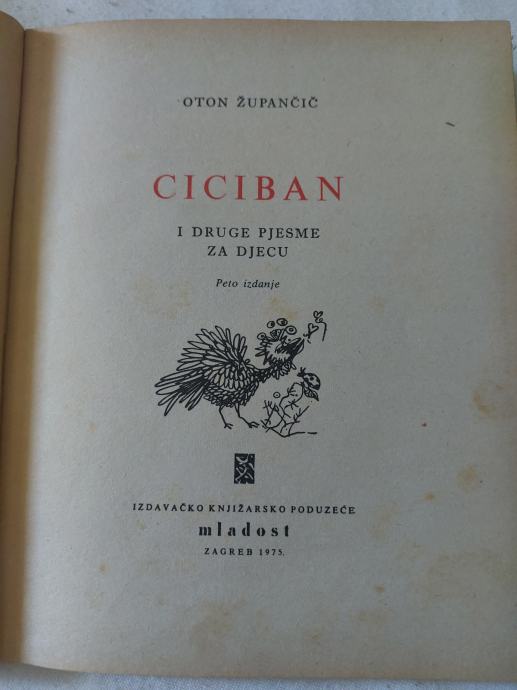 OTON ŽUPANČIČ
CICIBAN
I DRUGE PJESME
ZA DJECU
Peto izdanje
IZDAVAČKO KNJIŽARSKO PODUZEĆE
mladost
ZAGREB 1975.